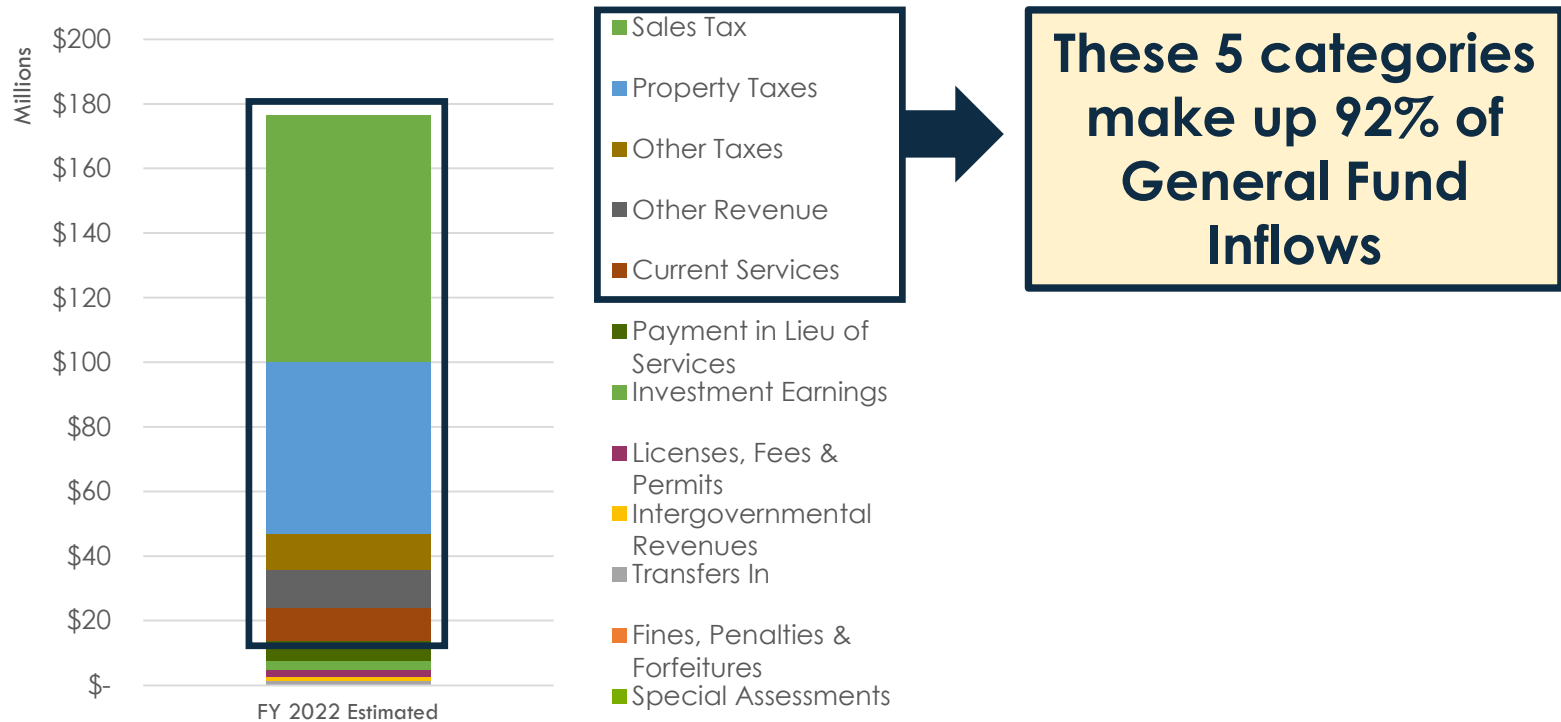 Millions
$200
$180
$160
$140
$120
$100
$80
$60
$40
$20
$-
FY 2022 Estimated
Sales Tax
Property Taxes
Other Taxes
Other Revenue
Current Services
Payment in Lieu of
Services
Investment Earnings
Licenses, Fees &
Permits
Intergovernmental
Revenues
Transfers In
Fines, Penalties &
Forfeitures
Special Assessments
These 5 categories
make up 92% of
General Fund
Inflows